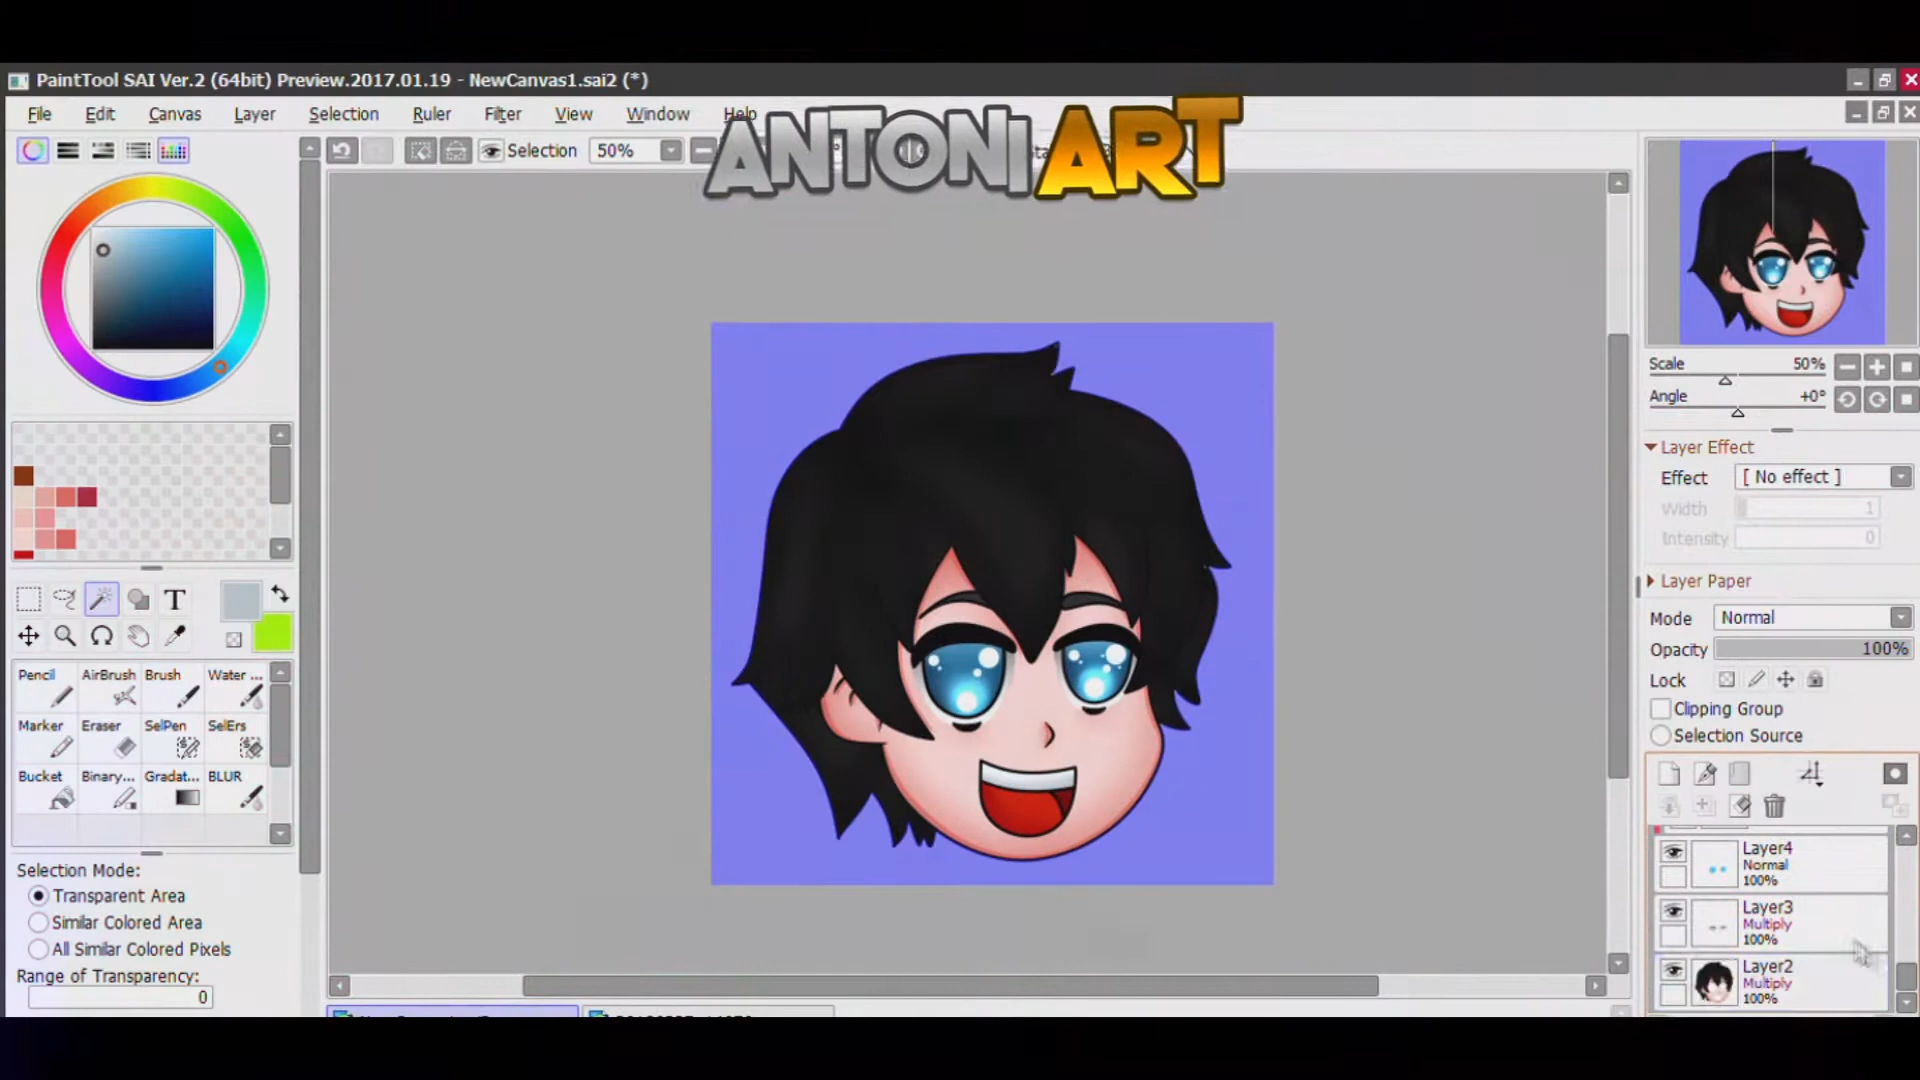 PaintTool SAI Ver.2 (64bit) Preview.2017.01.19 - NewCanvas1.sai2 (*)
File Edit Canvas Layer Selection Ruler Filter View Window Help
Selection 50%
ANTONI ART
Scale 50%
Angle +0°
Layer Effect
Effect [ No effect ]
Width 1
Intensity 0
Layer Paper
Mode Normal
Opacity 100%
Lock
Clipping Group
Selection Source
T
Pencil AirBrush Brush Water ...
Marker Eraser SelPen SelErs
Bucket Binary... Gradat... BLUR
Selection Mode:
Transparent Area
Similar Colored Area
All Similar Colored Pixels
Range of Transparency:
0
Layer4
Normal
100%
Layer3
Multiply
100%
Layer2
Multiply
100%